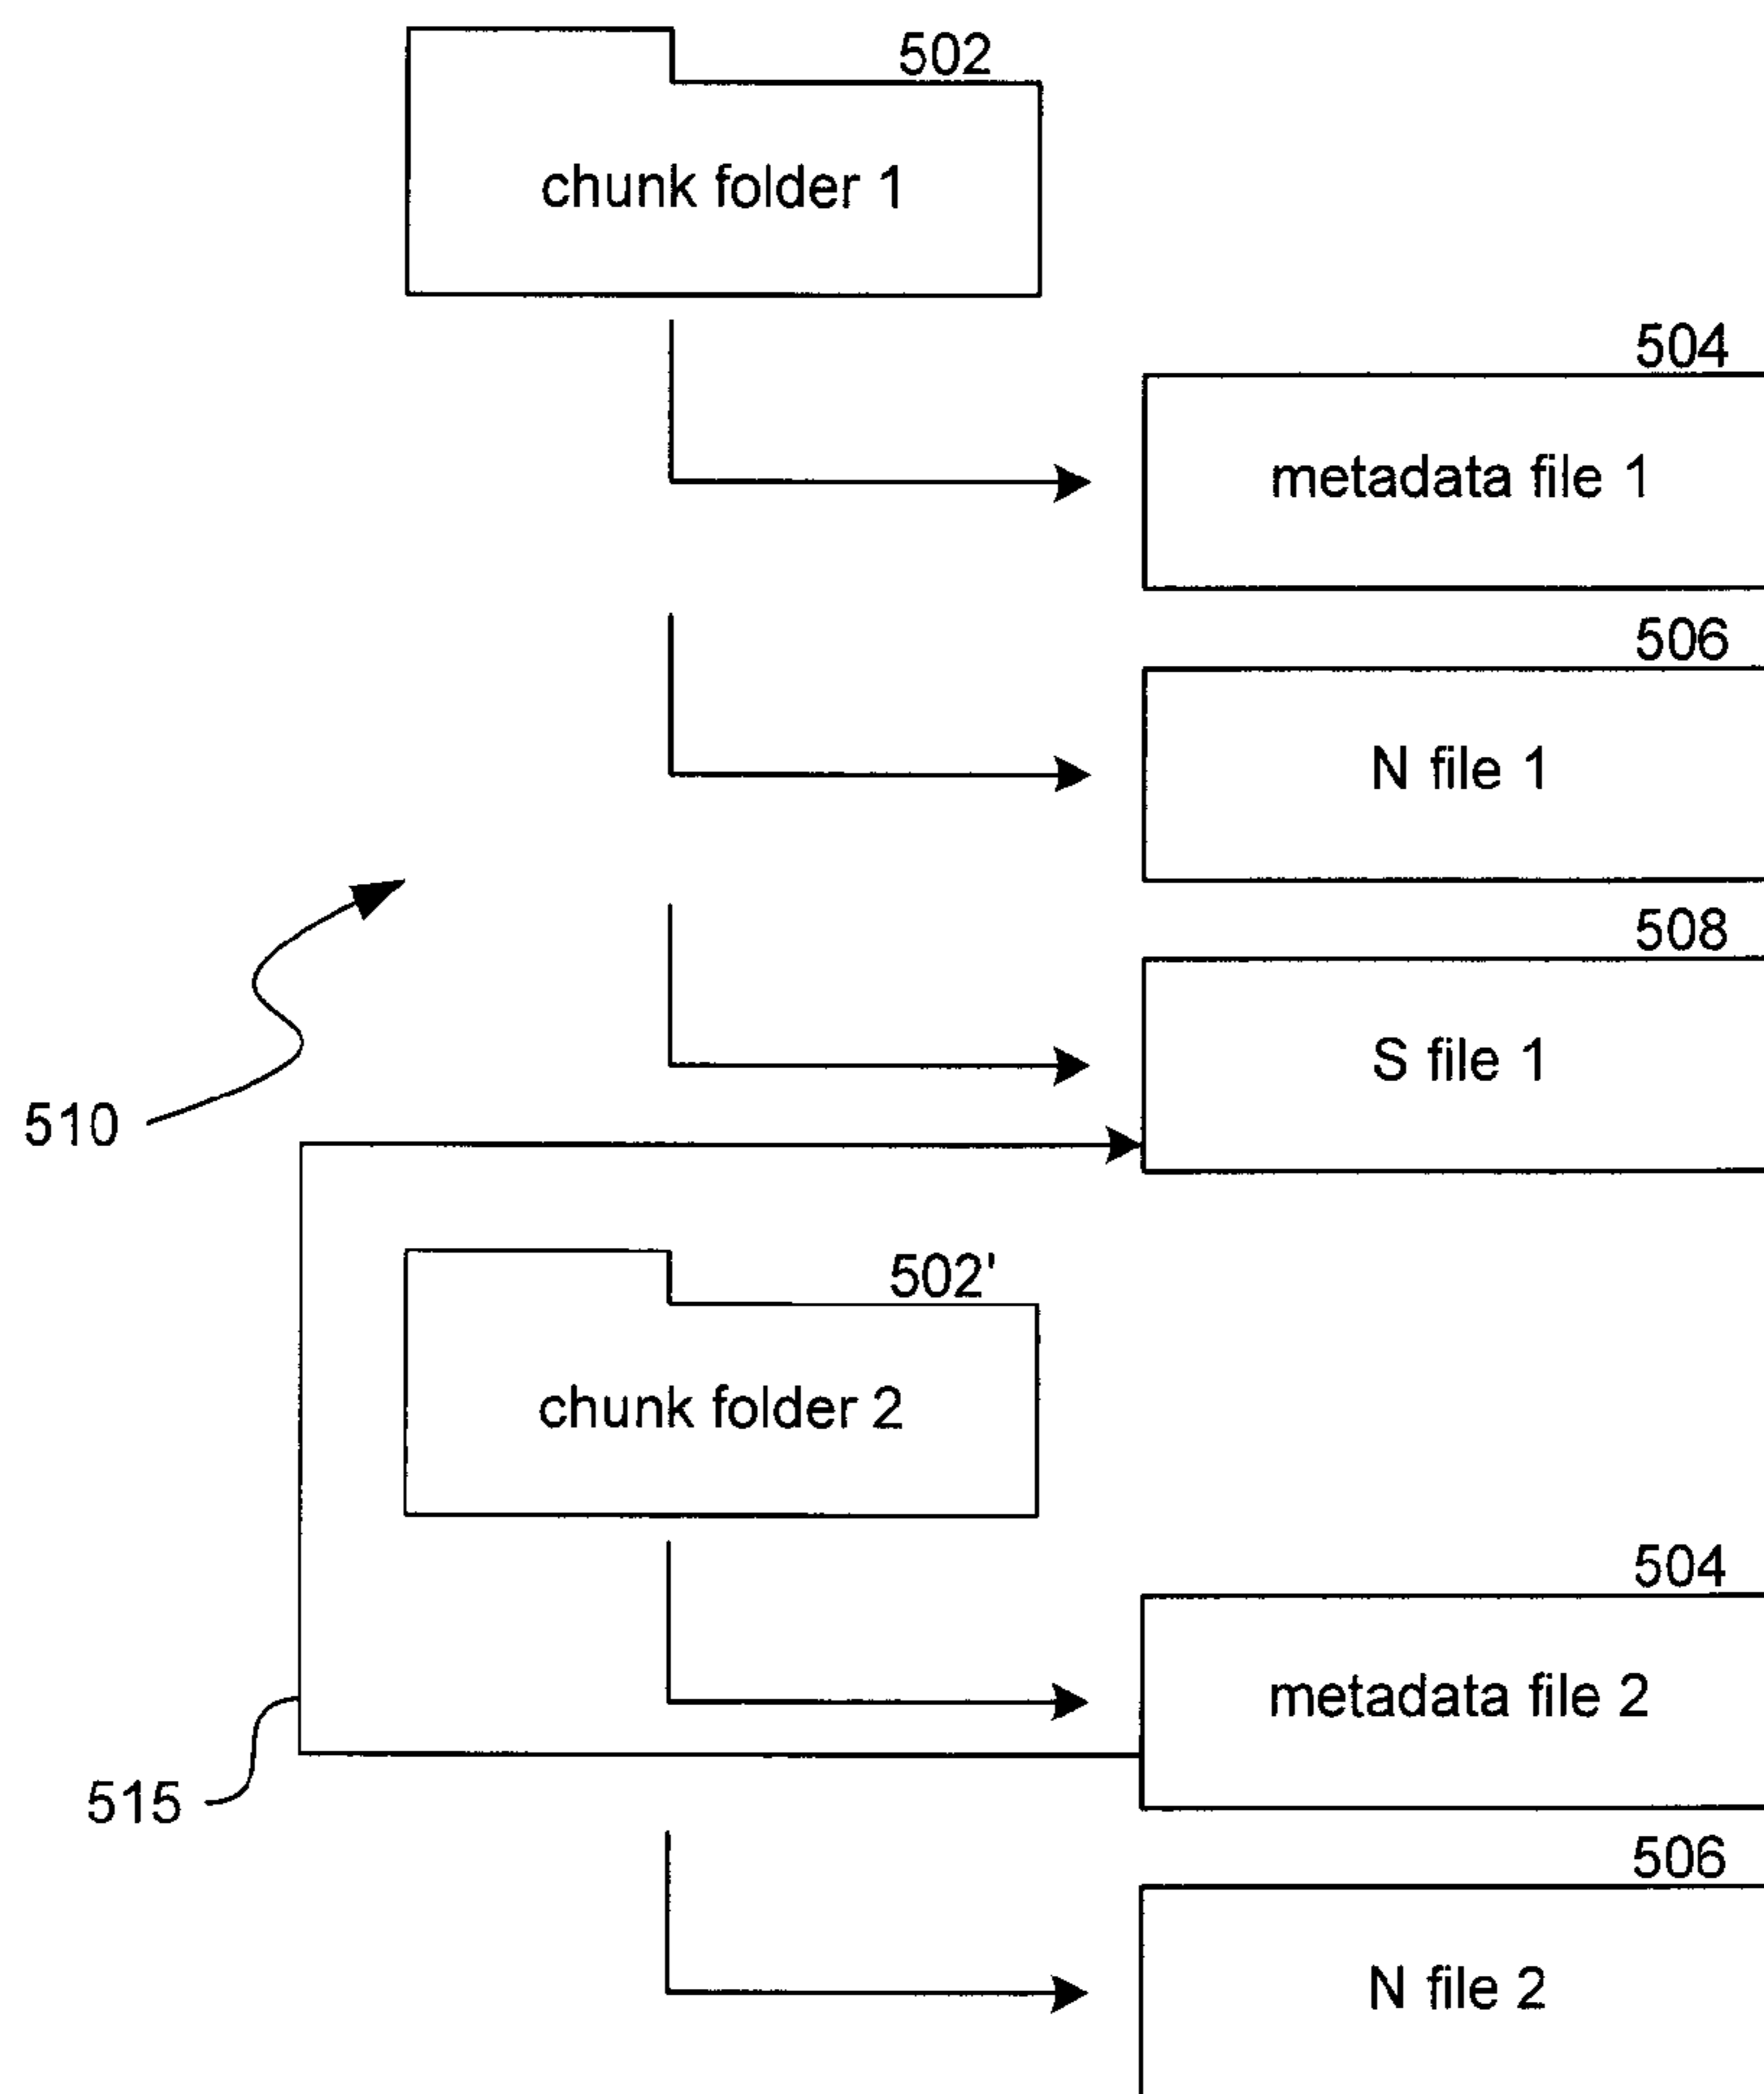 502
chunk folder 1
504
metadata file 1
506
N file 1
508
S file 1
510
502'
chunk folder 2
504
metadata file 2
515
506
N file 2